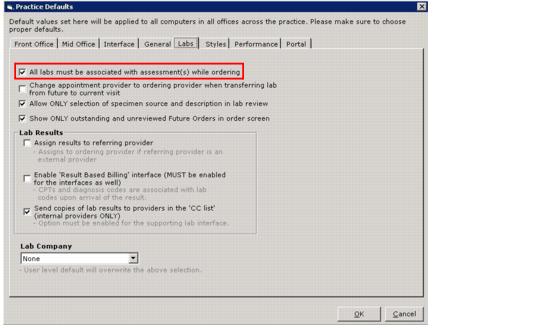 Practice Defaults
Default values set here will be applied to all computers in all offices across the practice. Please make sure to choose
proper defaults.
Front Office Mid Office Interface General Labs Styles Performance Portal
All labs must be associated with assessment(s) while ordering
Change appointment provider to ordering provider when transferring lab
from future to current visit
Allow ONLY selection of specimen source and description in lab review
Show ONLY outstanding and unreviewed Future Orders in order screen
Lab Results
Assign results to referring provider
- Assigns to ordering provider if referring provider is an
external provider
Enable 'Result Based Billing' interface (MUST be enabled
for the interfaces as well)
- CPTs and diagnosis codes are associated with lab
codes upon arrival of the result.
Send copies of lab results to providers in the 'CC list'
(internal providers ONLY)
- Option must be enabled for the supporting lab interface.
Lab Company
None
- User level default will overwrite the above selection.
OK Cancel